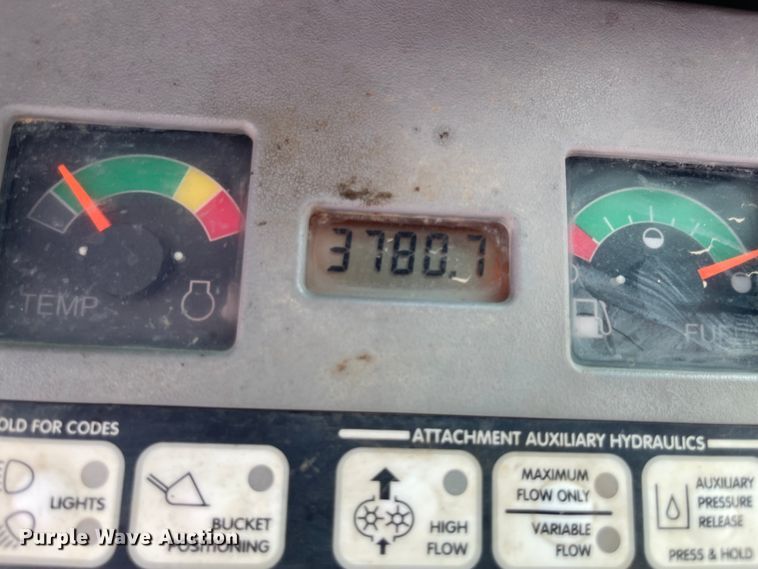 3780.7
TEMP
FUEL
OLD FOR CODES
ATTACHMENT AUXILIARY HYDRAULICS
LIGHTS
BUCKET
POSITIONING
HIGH
FLOW
MAXIMUM
FLOW ONLY
VARIABLE
FLOW
AUXILIARY
PRESSURE
RELEASE
PRESS & HOLD
Purple Wave Auction